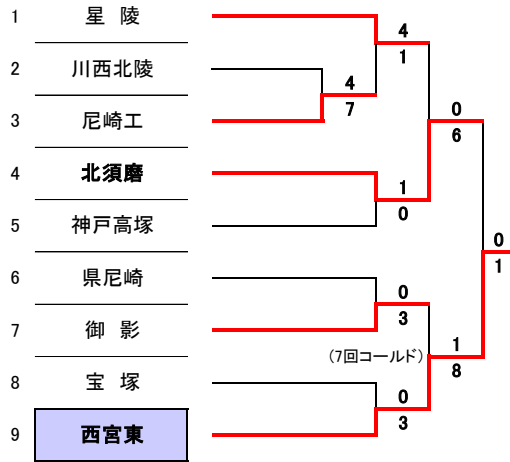 1 星 陵
2 川西北陵
3 尼崎工
4 北須磨
5 神戸高塚
6 県尼崎
7 御 影
8 宝 塚
9 西宮東
4
1
4
7
0
6
1
0
0
1
0
3
(7回コールド)
1
8
0
3